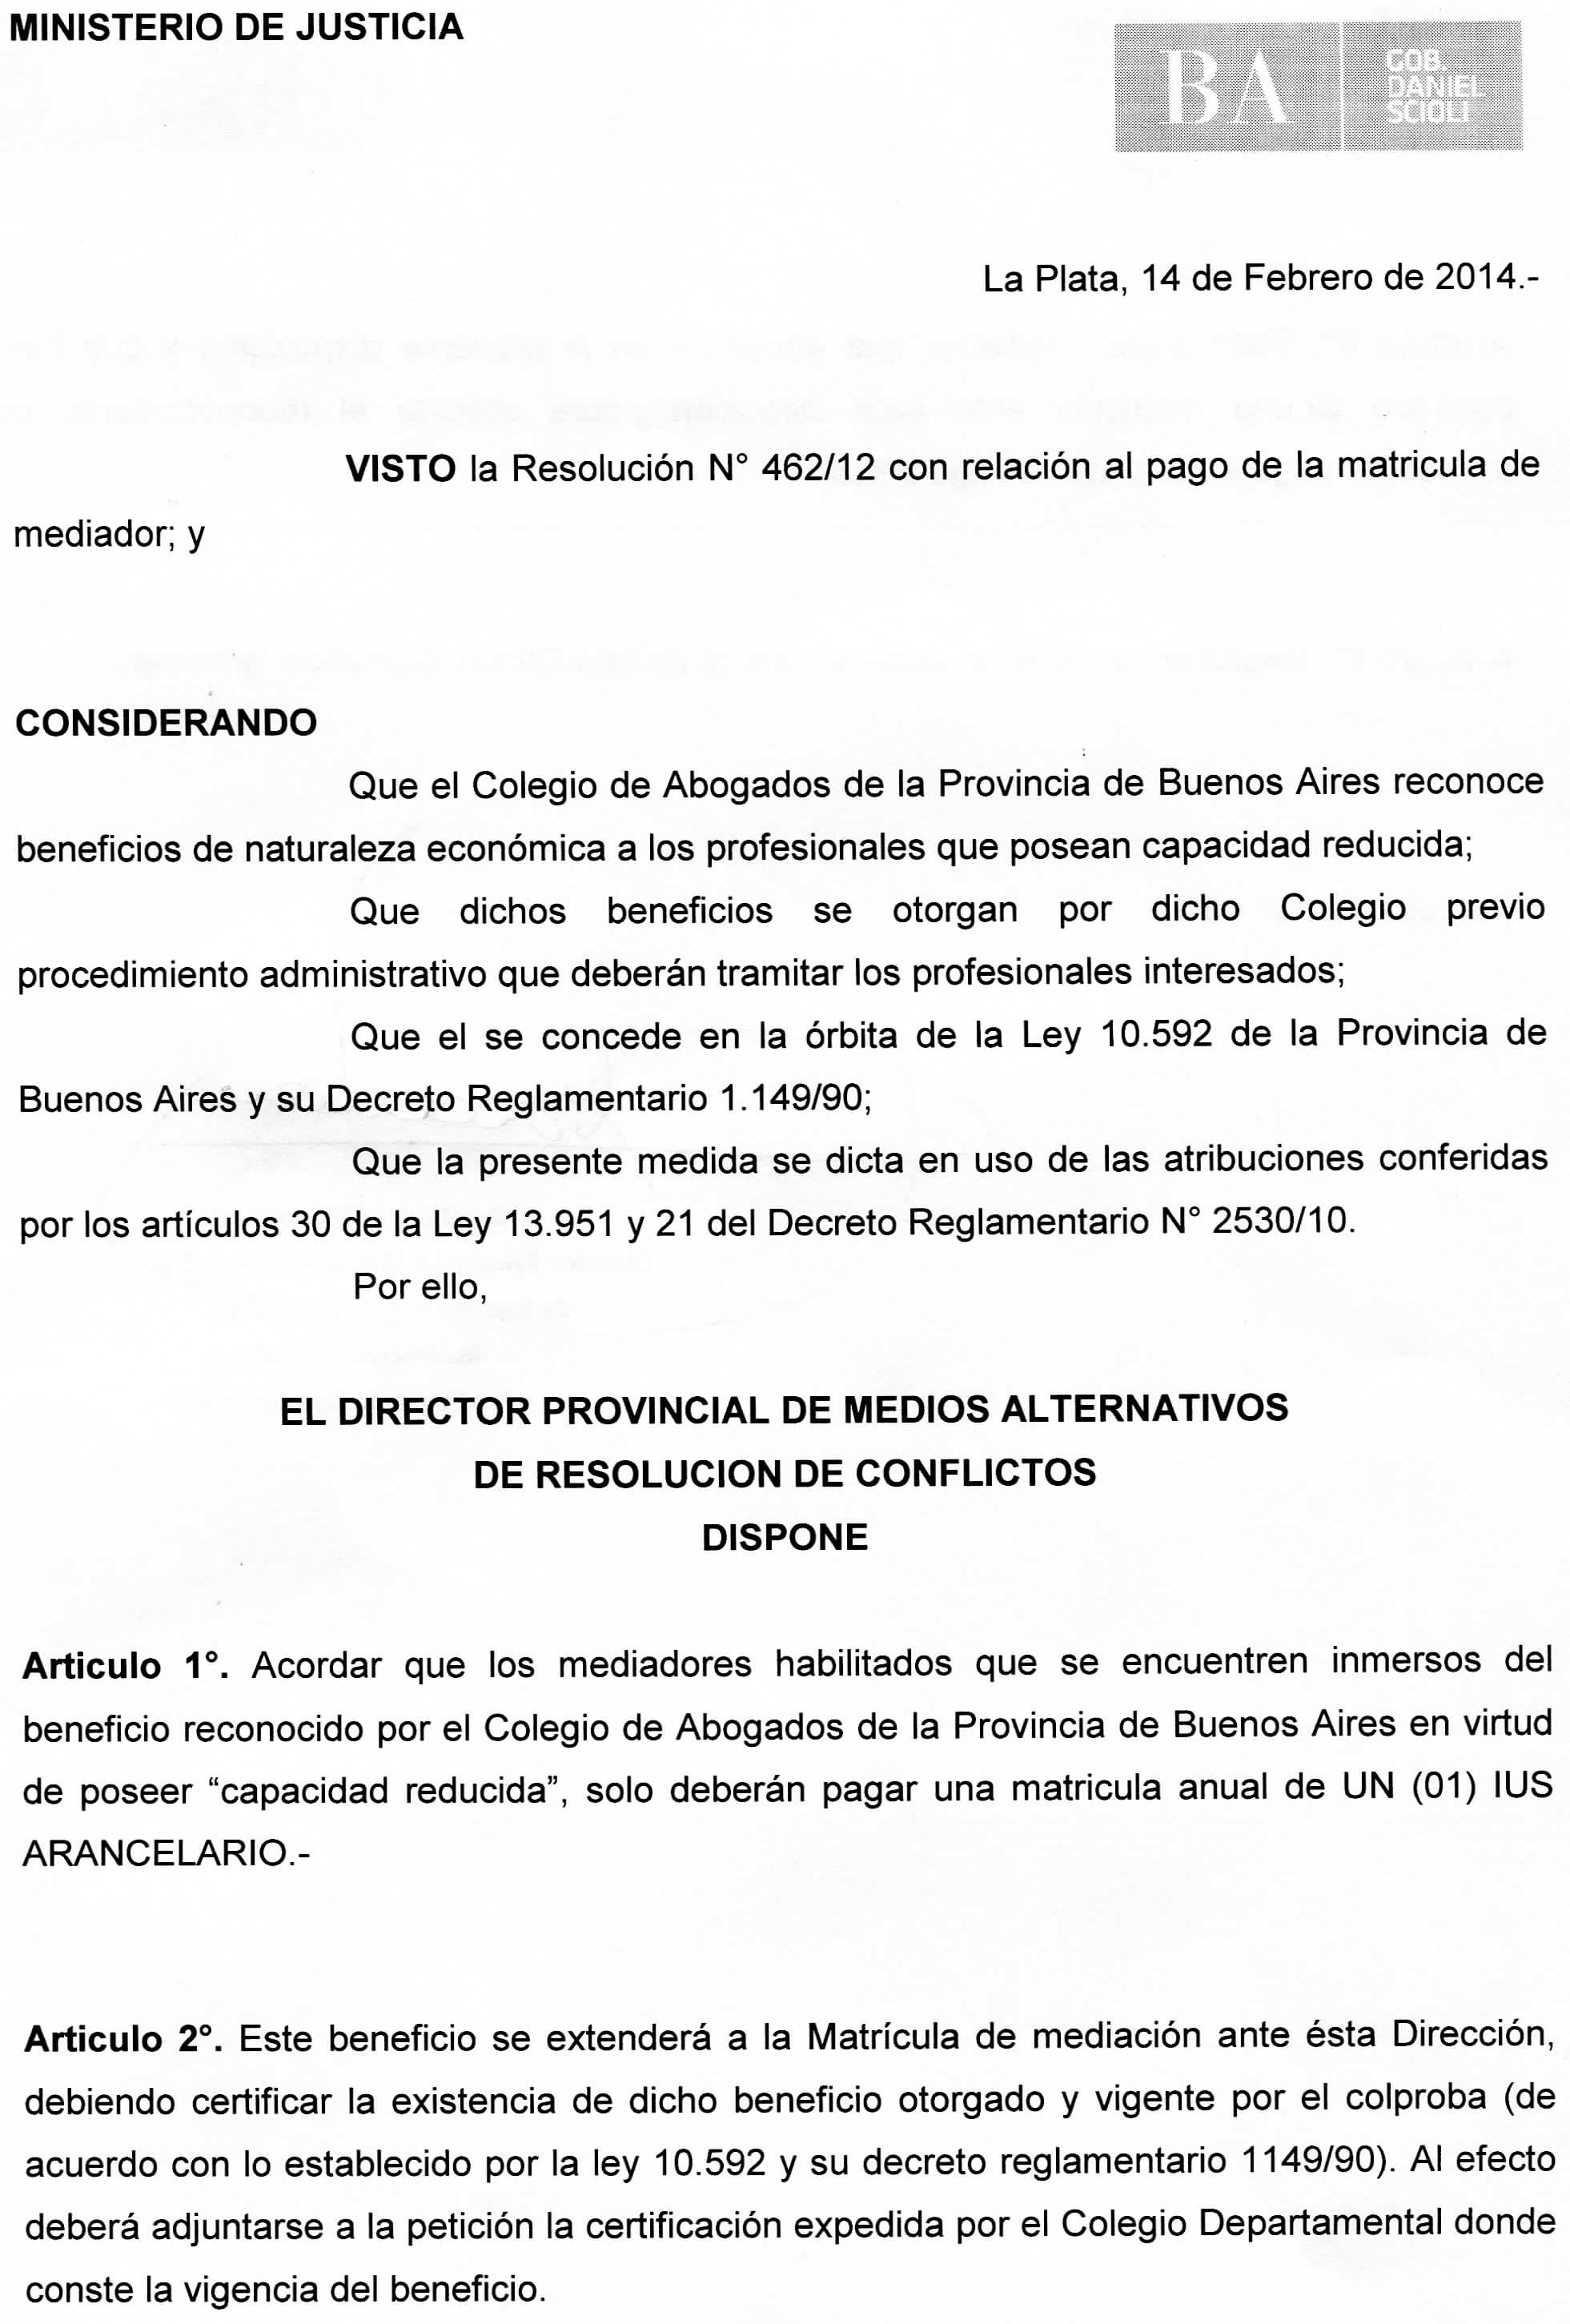 MINISTERIO DE JUSTICIA
BA
GOB.
DANIEL
SCIOLI
La Plata, 14 de Febrero de 2014.-
VISTO la Resolución N° 462/12 con relación al pago de la matricula de
mediador; y
CONSIDERANDO
Que el Colegio de Abogados de la Provincia de Buenos Aires reconoce
beneficios de naturaleza económica a los profesionales que posean capacidad reducida;
Que dichos beneficios se otorgan por dicho Colegio previo
procedimiento administrativo que deberán tramitar los profesionales interesados;
Que el se concede en la órbita de la Ley 10.592 de la Provincia de
Buenos Aires y su Decreto Reglamentario 1.149/90;
Que la presente medida se dicta en uso de las atribuciones conferidas
por los artículos 30 de la Ley 13.951 y 21 del Decreto Reglamentario N° 2530/10.
Por ello,
EL DIRECTOR PROVINCIAL DE MEDIOS ALTERNATIVOS
DE RESOLUCION DE CONFLICTOS
DISPONE
Articulo 1°. Acordar que los mediadores habilitados que se encuentren inmersos del
beneficio reconocido por el Colegio de Abogados de la Provincia de Buenos Aires en virtud
de poseer “capacidad reducida”, solo deberán pagar una matricula anual de UN (01) IUS
ARANCELARIO.-
Articulo 2°. Este beneficio se extenderá a la Matrícula de mediación ante ésta Dirección,
debiendo certificar la existencia de dicho beneficio otorgado y vigente por el colproba (de
acuerdo con lo establecido por la ley 10.592 y su decreto reglamentario 1149/90). Al efecto
deberá adjuntarse a la petición la certificación expedida por el Colegio Departamental donde
conste la vigencia del beneficio.